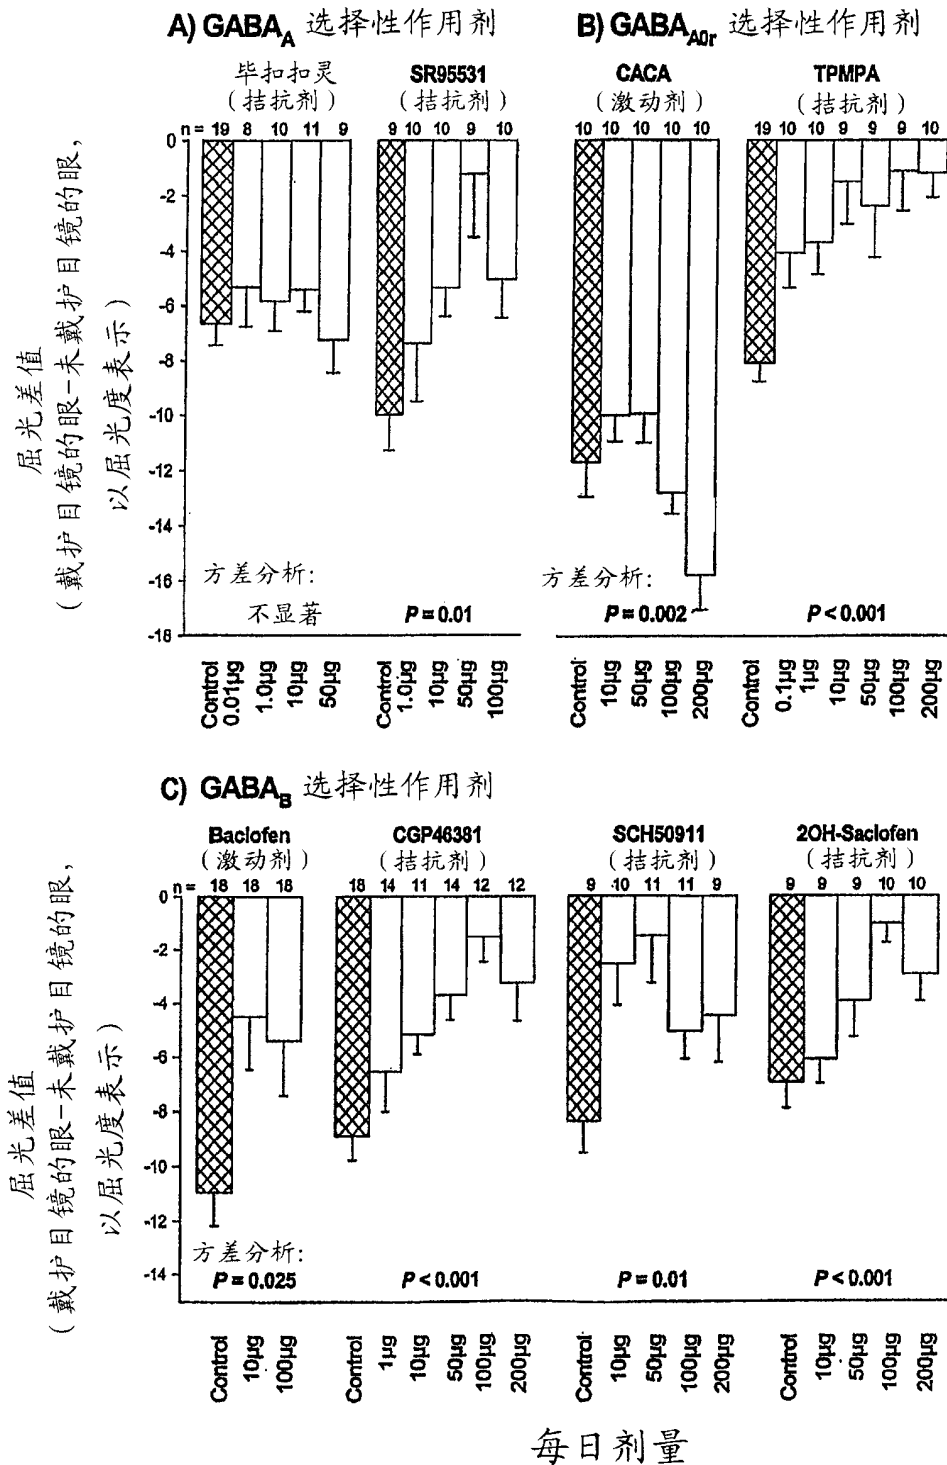 A) GABA_A 选择性作用剂
毕扣扣灵
(拮抗剂)
SR95531
(拮抗剂)
n = 19 8 10 11 9
9 10 10 9 10
0
-2
-4
-6
-8
-10
-12
-14
-16
-18
屈光差值
(戴护目镜的眼-未戴护目镜的眼,
以屈光度表示)
方差分析:
不显著
P = 0.01
Control
0.01µg
1.0µg
10µg
50µg
Control
1.0µg
10µg
50µg
100µg
B) GABA_A0r 选择性作用剂
CACA
(激动剂)
TPMPA
(拮抗剂)
10 10 10 10 10
19 10 10 9 9 9 10
方差分析:
P = 0.002
P < 0.001
Control
10µg
50µg
100µg
200µg
Control
0.1µg
1µg
10µg
50µg
100µg
200µg
C) GABA_B 选择性作用剂
Baclofen
(激动剂)
CGP46381
(拮抗剂)
SCH50911
(拮抗剂)
2OH-Saclofen
(拮抗剂)
n = 18 18 18
18 14 11 14 12 12
9 10 11 11 9
9 9 9 10 10
0
-2
-4
-6
-8
-10
-12
-14
屈光差值
(戴护目镜的眼-未戴护目镜的眼,
以屈光度表示)
方差分析:
P = 0.025
P < 0.001
P = 0.01
P < 0.001
Control
10µg
100µg
Control
1µg
10µg
50µg
100µg
200µg
Control
10µg
50µg
100µg
200µg
Control
10µg
50µg
100µg
200µg
每日剂量